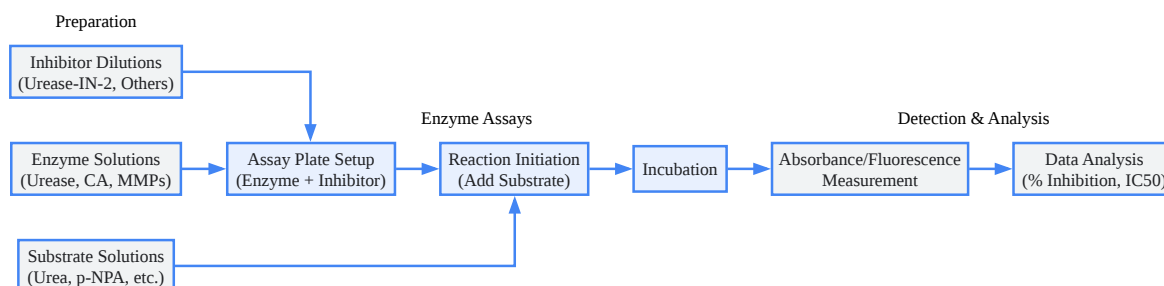 Preparation
Inhibitor Dilutions
(Urease-IN-2, Others)
Enzyme Assays
Detection & Analysis
Enzyme Solutions
(Urease, CA, MMPs)
Assay Plate Setup
(Enzyme + Inhibitor)
Reaction Initiation
(Add Substrate)
Incubation
Absorbance/Fluorescence
Measurement
Data Analysis
(% Inhibition, IC50)
Substrate Solutions
(Urea, p-NPA, etc.)